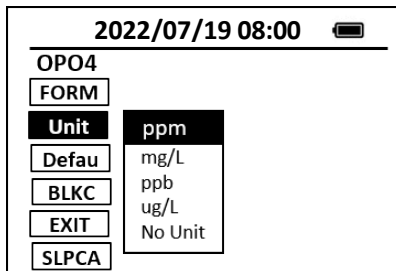 2022/07/19 08:00
OPO4
FORM
Unit
Defau
BLKC
EXIT
SLPCA
ppm
mg/L
ppb
ug/L
No Unit